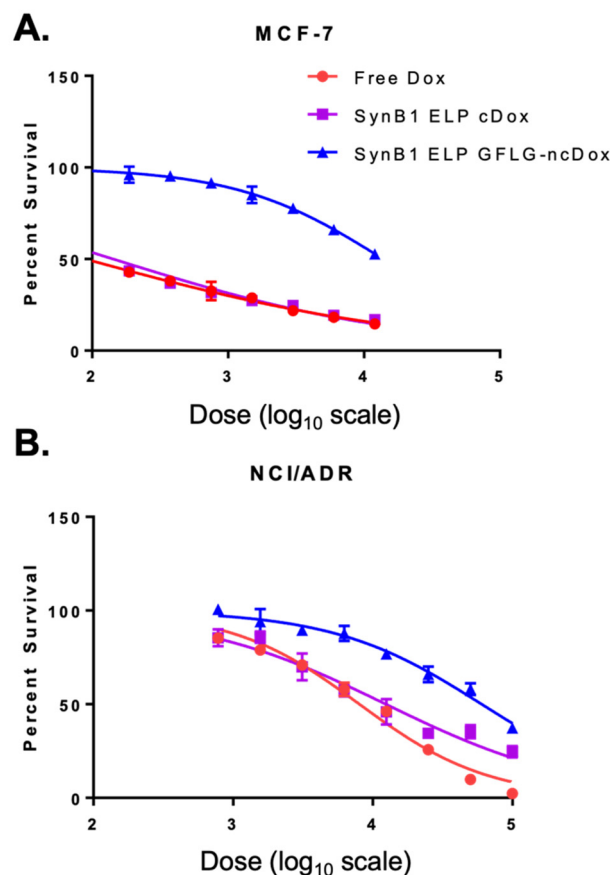 A.
MCF-7
150
100
50
0
Percent Survival
Free Dox
SynB1 ELP cDox
SynB1 ELP GFLG-ncDox
2 3 4 5
Dose (log10 scale)
B.
NCI/ADR
150
100
50
0
Percent Survival
2 3 4 5
Dose (log10 scale)